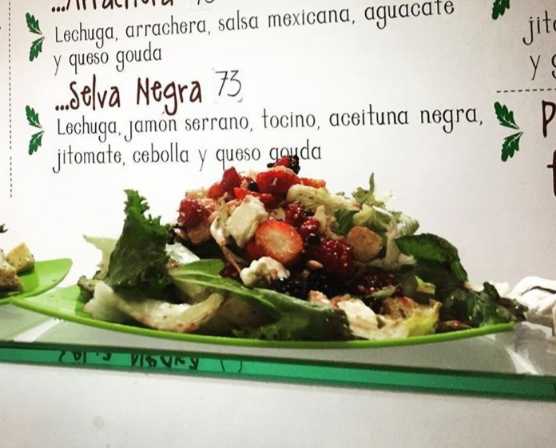 ...Arrachera
Lechuga, arrachera, salsa mexicana, aguacate
y queso gouda
...Selva Negra 73
Lechuga, jamón serrano, tocino, aceituna negra,
jitomate, cebolla y queso gouda